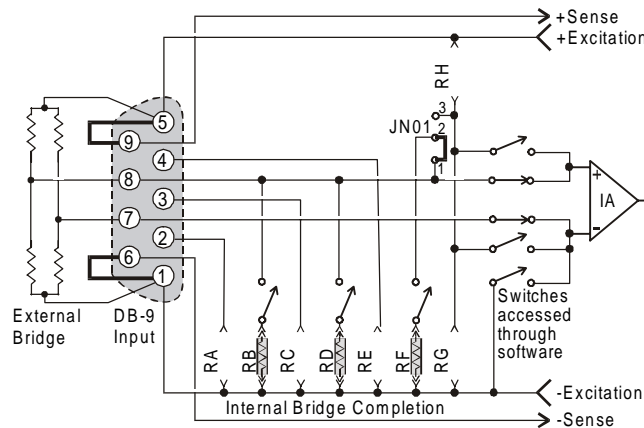 +Sense
+Excitation
RH
3
JN01
2
1
5
9
4
8
3
7
2
6
1
+
IA
-
External
Bridge
DB-9
Input
RA
RB
RC
RD
RE
RF
RG
Switches
accessed
through
software
Internal Bridge Completion
-Excitation
-Sense